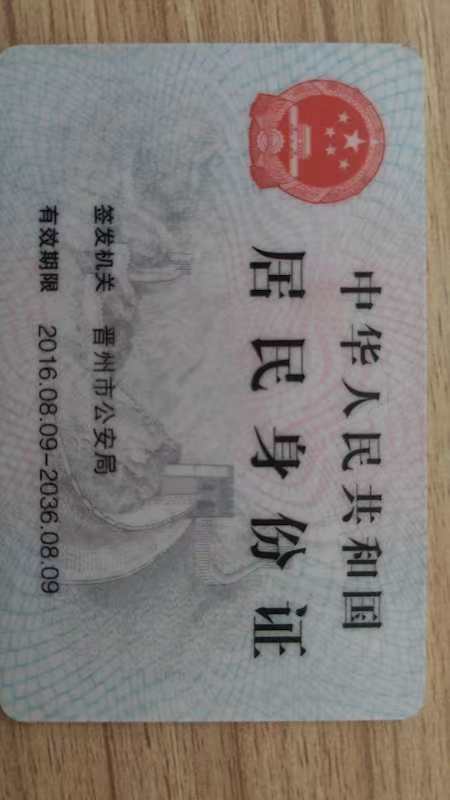 中华人民共和国
居民身份证
签发机关 晋州市公安局
有效期限 2016.08.09-2036.08.09